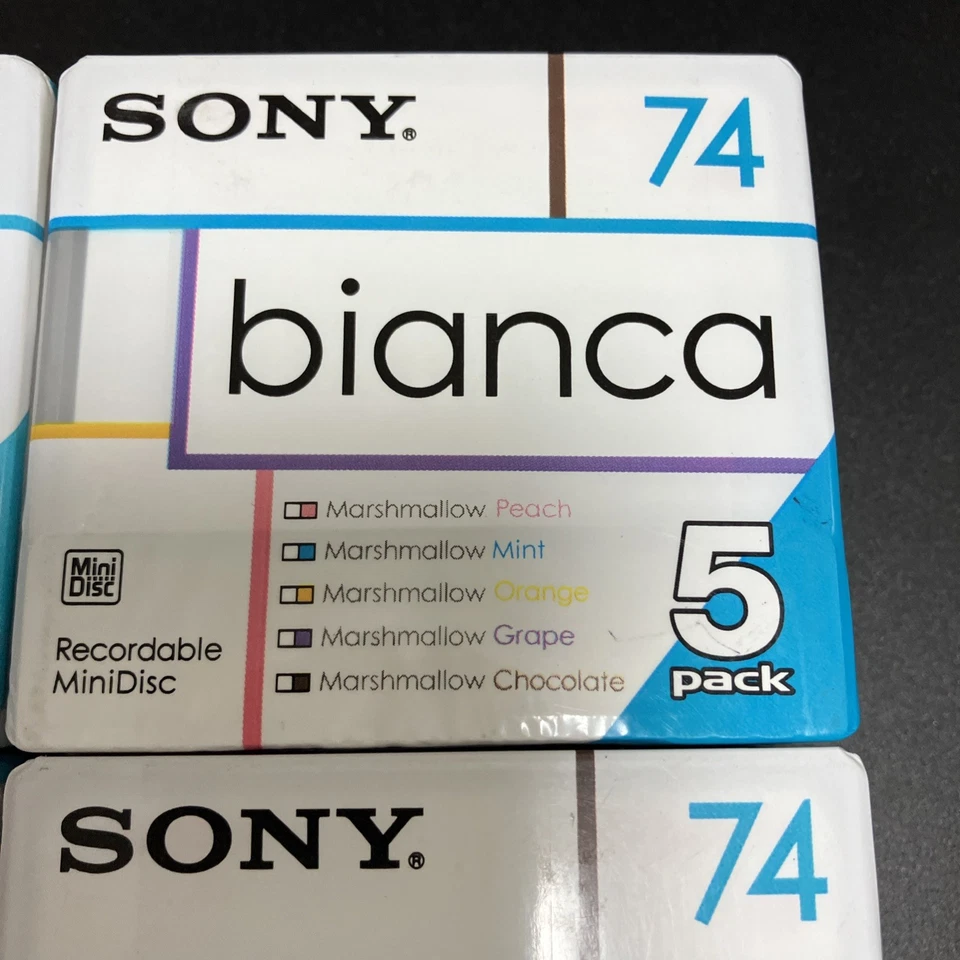 SONY®
74
bianca
Marshmallow Peach
Marshmallow Mint
Marshmallow Orange
Marshmallow Grape
Marshmallow Chocolate
Mini
Disc
Recordable
MiniDisc
5
pack
SONY®
74